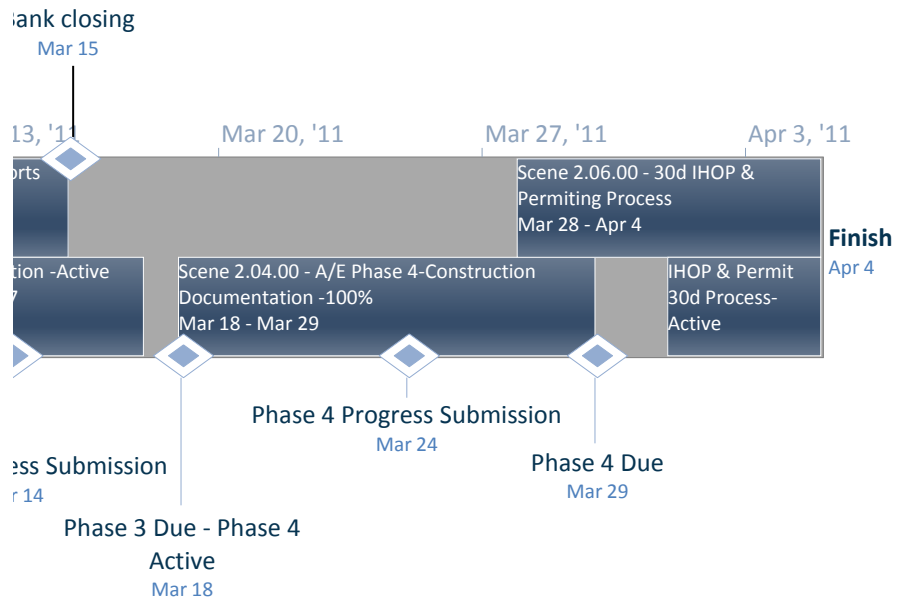 ank closing
Mar 15
13, '11
Mar 20, '11
Mar 27, '11
Apr 3, '11
orts
Scene 2.06.00 - 30d IHOP &
Permiting Process
Mar 28 - Apr 4
Finish
Apr 4
tion -Active
7
Scene 2.04.00 - A/E Phase 4-Construction
Documentation -100%
Mar 18 - Mar 29
IHOP & Permit
30d Process-
Active
Phase 4 Progress Submission
Mar 24
ess Submission
r 14
Phase 4 Due
Mar 29
Phase 3 Due - Phase 4
Active
Mar 18